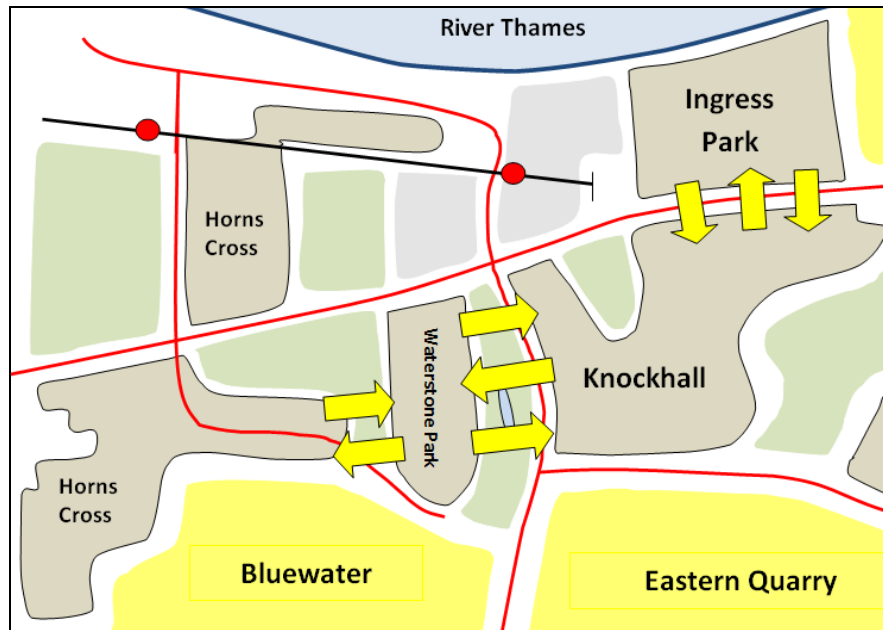 River Thames
Ingress
Park
Horns
Cross
Waterstone Park
Knockhall
Horns
Cross
Bluewater
Eastern Quarry